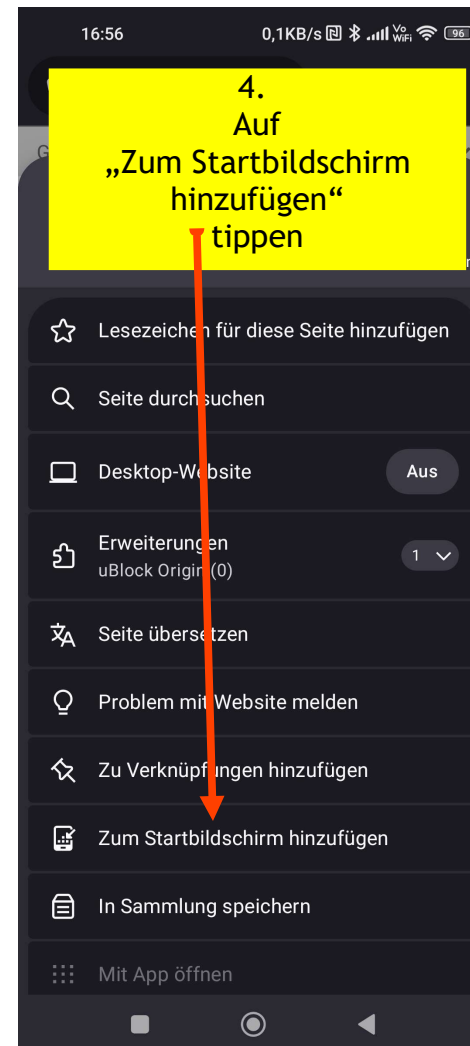 16:56 0,1KB/s Vo WiFi 96
4.
Auf
„Zum Startbildschirm
hinzufügen“
tippen
Lesezeichen für diese Seite hinzufügen
Seite durchsuchen
Desktop-Website Aus
Erweiterungen 1
uBlock Origin (0)
Seite übersetzen
Problem mit Website melden
Zu Verknüpfungen hinzufügen
Zum Startbildschirm hinzufügen
In Sammlung speichern
Mit App öffnen